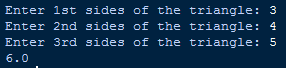 Enter 1st sides of the triangle: 3
Enter 2nd sides of the triangle: 4
Enter 3rd sides of the triangle: 5
6.0